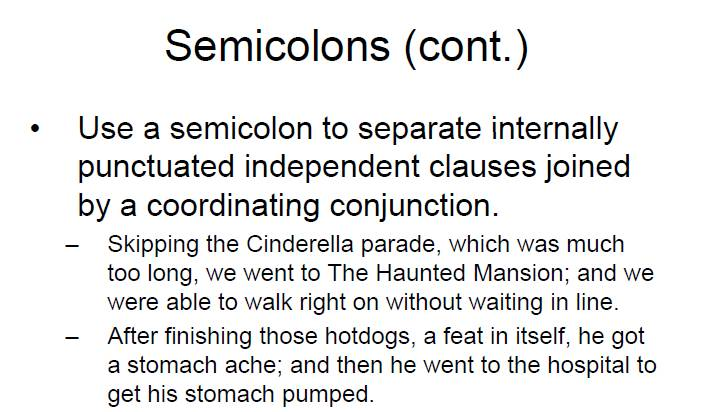 Semicolons (cont.)
• Use a semicolon to separate internally
punctuated independent clauses joined
by a coordinating conjunction.
– Skipping the Cinderella parade, which was much
too long, we went to The Haunted Mansion; and we
were able to walk right on without waiting in line.
– After finishing those hotdogs, a feat in itself, he got
a stomach ache; and then he went to the hospital to
get his stomach pumped.